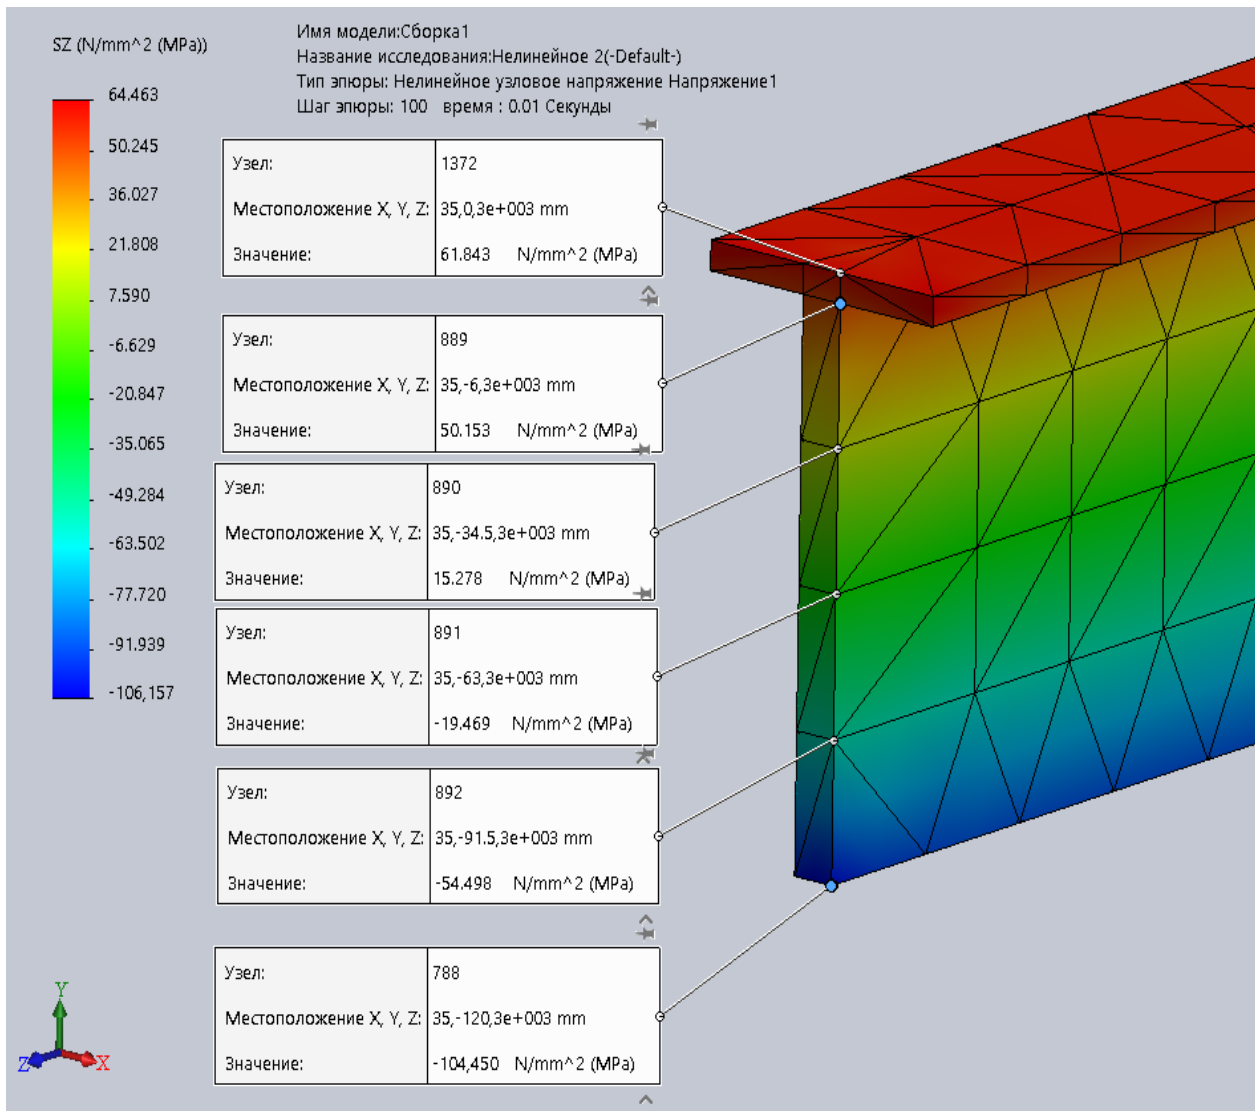 SZ (N/mm^2 (MPa))
64.463
50.245
36.027
21.808
7.590
-6.629
-20.847
-35.065
-49.284
-63.502
-77.720
-91.939
-106,157
Имя модели:Сборка1
Название исследования:Нелинейное 2(-Default-)
Тип эпюры: Нелинейное узловое напряжение Напряжение1
Шаг эпюры: 100 время : 0.01 Секунды
Узел: 1372
Местоположение X, Y, Z: 35,0,3e+003 mm
Значение: 61.843 N/mm^2 (MPa)
Узел: 889
Местоположение X, Y, Z: 35,-6,3e+003 mm
Значение: 50.153 N/mm^2 (MPa)
Узел: 890
Местоположение X, Y, Z: 35,-34.5,3e+003 mm
Значение: 15.278 N/mm^2 (MPa)
Узел: 891
Местоположение X, Y, Z: 35,-63,3e+003 mm
Значение: -19.469 N/mm^2 (MPa)
Узел: 892
Местоположение X, Y, Z: 35,-91.5,3e+003 mm
Значение: -54.498 N/mm^2 (MPa)
Узел: 788
Местоположение X, Y, Z: 35,-120,3e+003 mm
Значение: -104,450 N/mm^2 (MPa)
Y
Z X